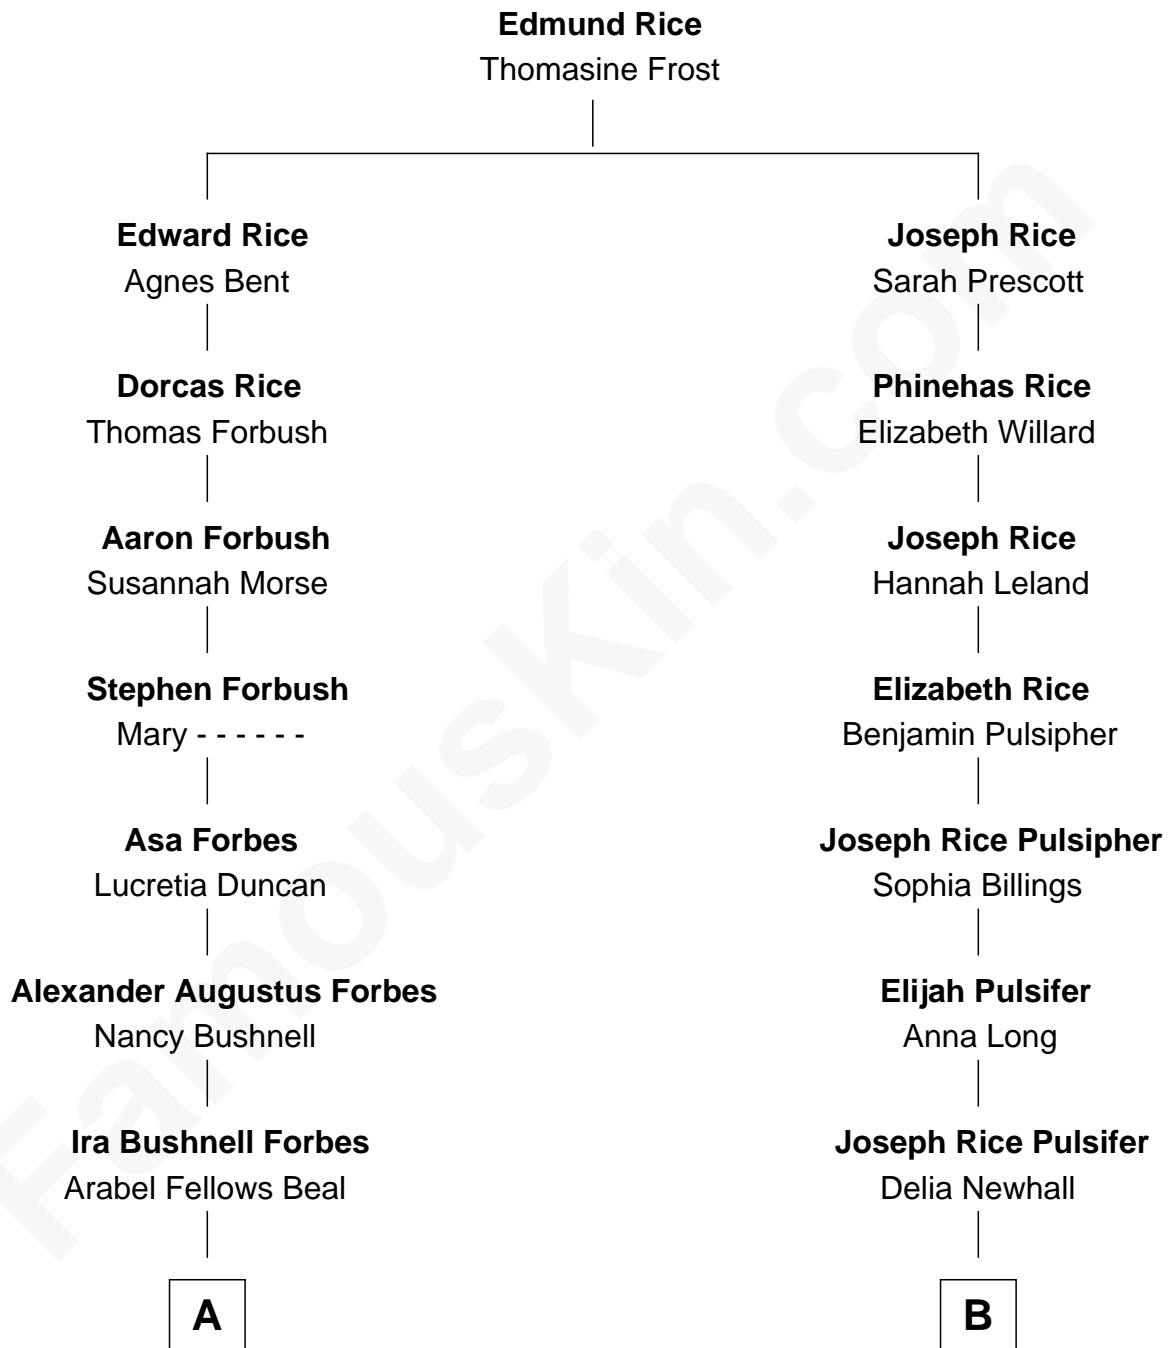 Edmund Rice
Thomasine Frost
Edward Rice
Agnes Bent
Joseph Rice
Sarah Prescott
Dorcas Rice
Thomas Forbush
Phinehas Rice
Elizabeth Willard
Aaron Forbush
Susannah Morse
Joseph Rice
Hannah Leland
Stephen Forbush
Mary - - - - - -
Elizabeth Rice
Benjamin Pulsipher
Asa Forbes
Lucretia Duncan
Joseph Rice Pulsipher
Sophia Billings
Alexander Augustus Forbes
Nancy Bushnell
Elijah Pulsifer
Anna Long
Ira Bushnell Forbes
Arabel Fellows Beal
Joseph Rice Pulsifer
Delia Newhall
A
B
FamousKin.com